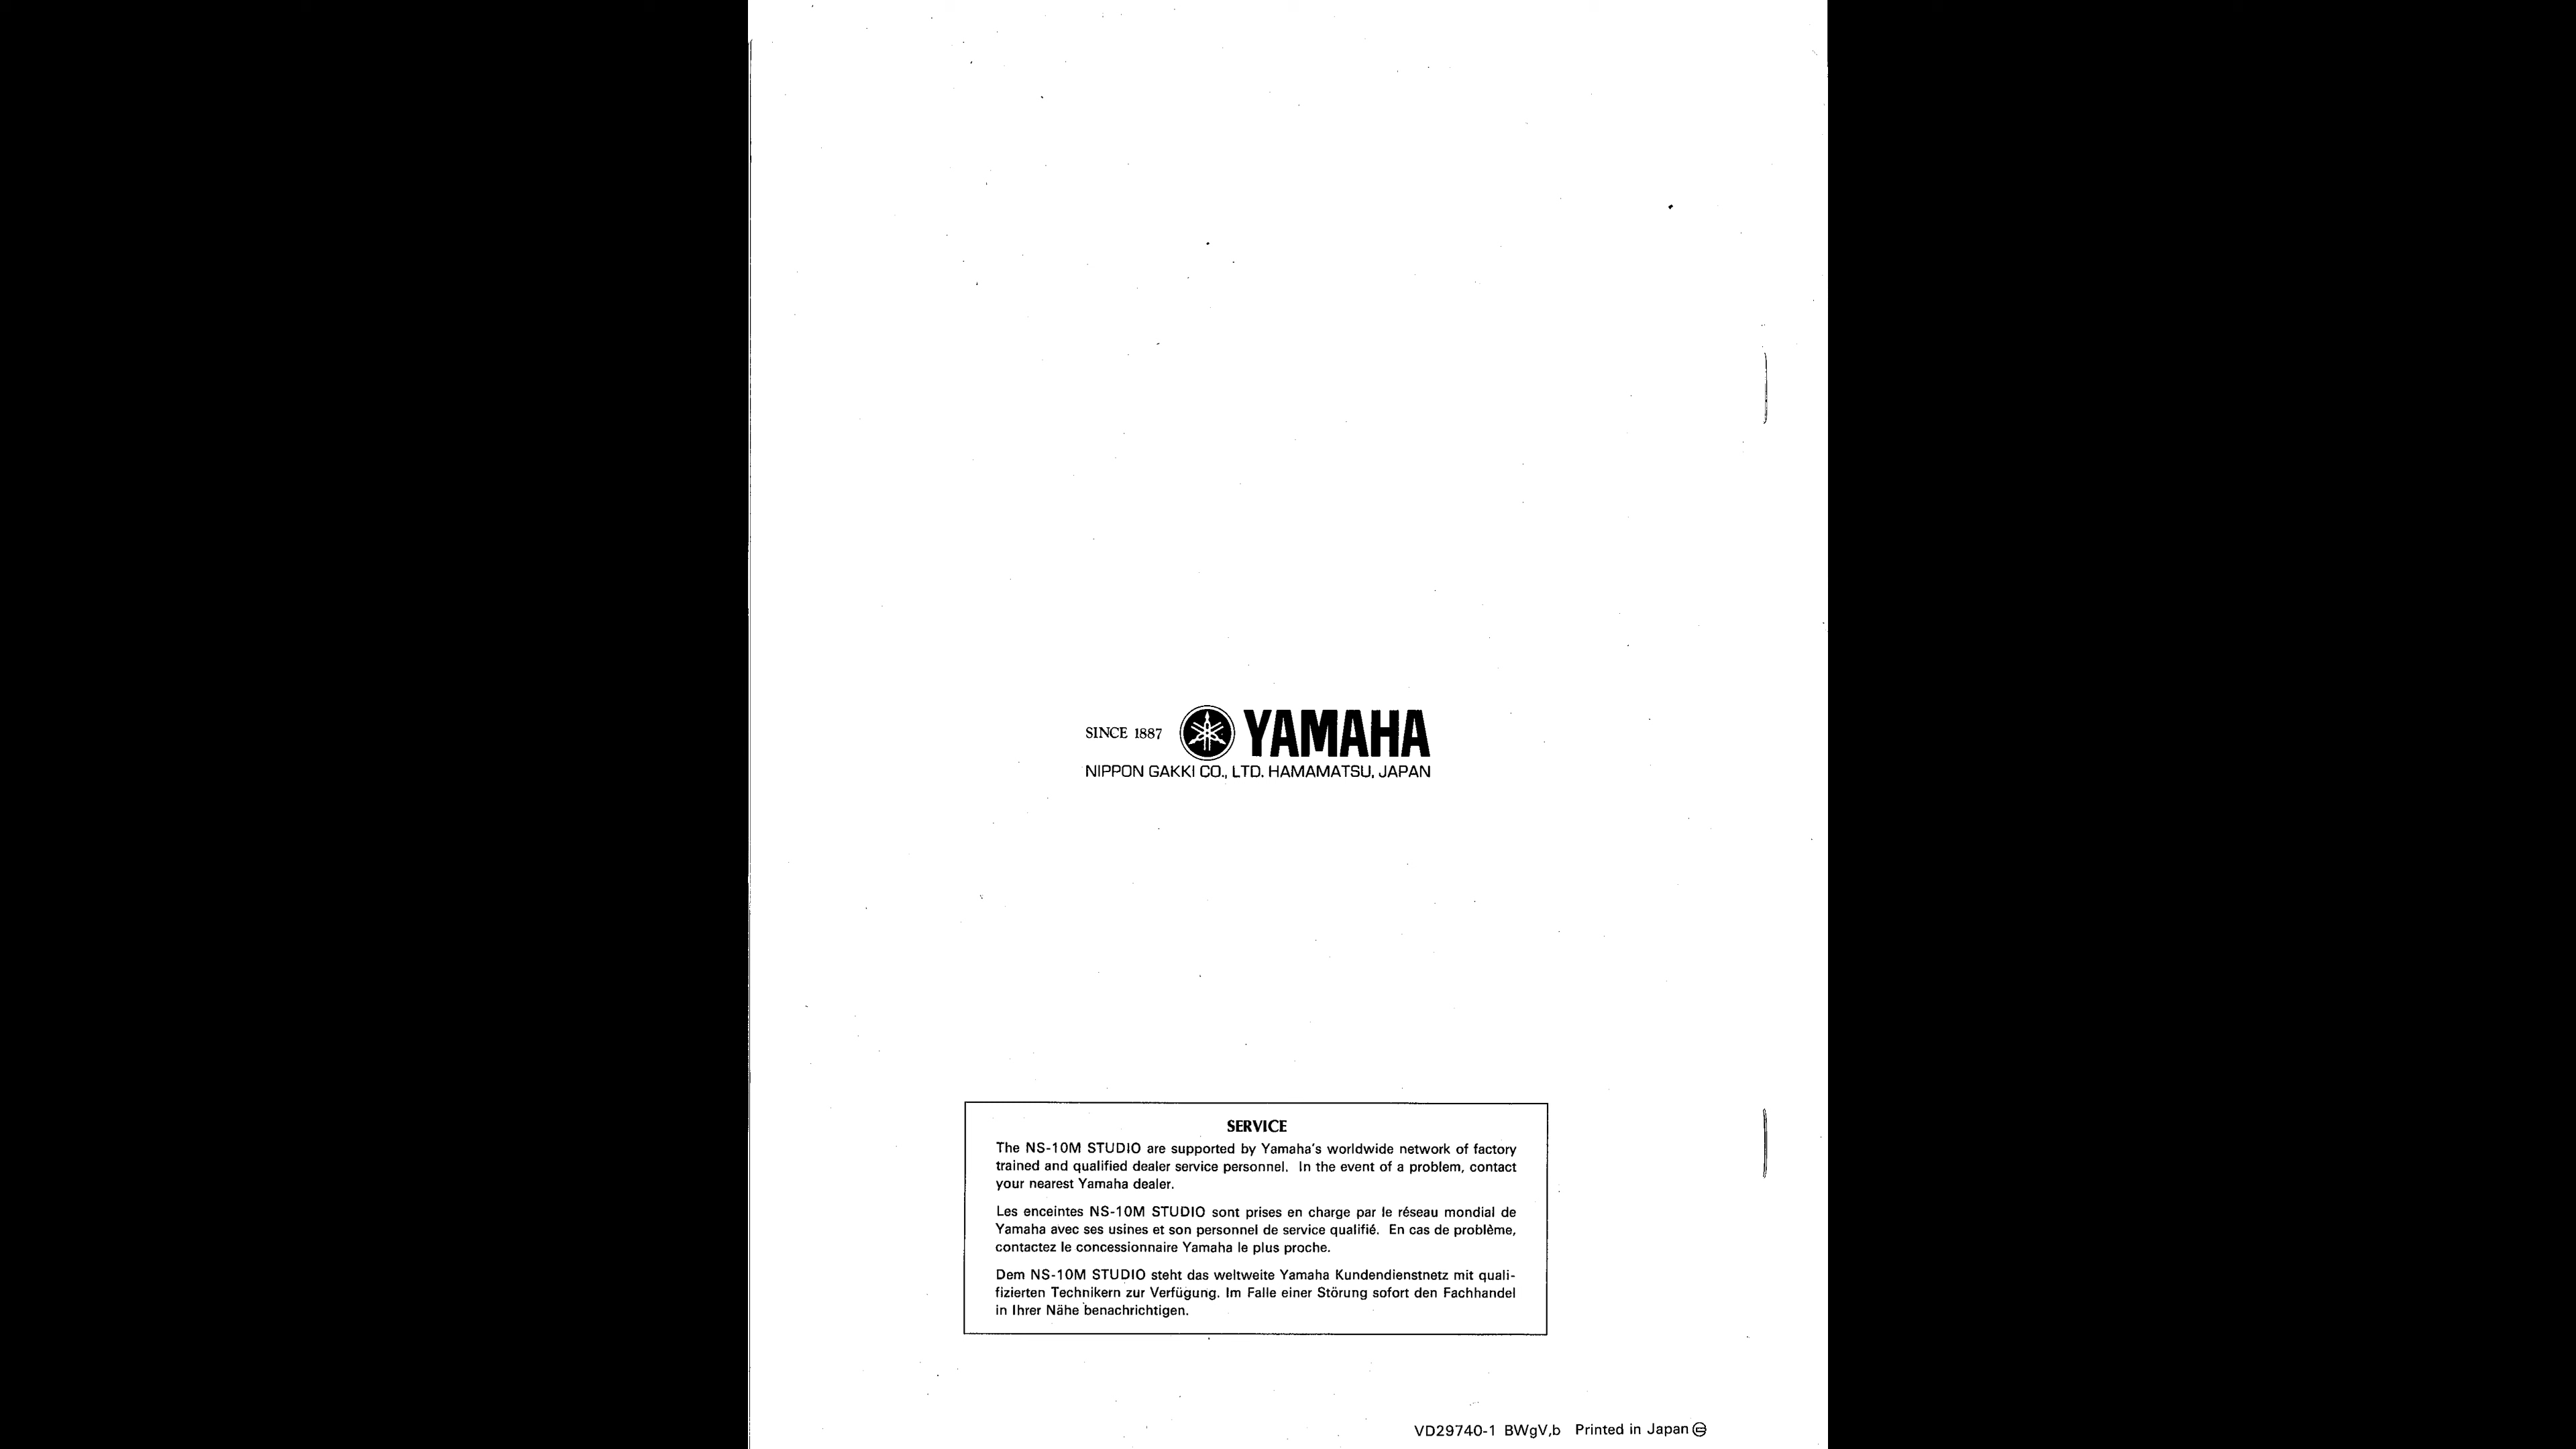 SINCE 1887 YAMAHA
NIPPON GAKKI CO., LTD. HAMAMATSU, JAPAN
SERVICE
The NS-10M STUDIO are supported by Yamaha's worldwide network of factory
trained and qualified dealer service personnel. In the event of a problem, contact
your nearest Yamaha dealer.
Les enceintes NS-10M STUDIO sont prises en charge par le réseau mondial de
Yamaha avec ses usines et son personnel de service qualifié. En cas de problème,
contactez le concessionnaire Yamaha le plus proche.
Dem NS-10M STUDIO steht das weltweite Yamaha Kundendienstnetz mit quali-
fizierten Technikern zur Verfügung. Im Falle einer Störung sofort den Fachhandel
in Ihrer Nähe benachrichtigen.
VD29740-1 BWgV,b Printed in Japan